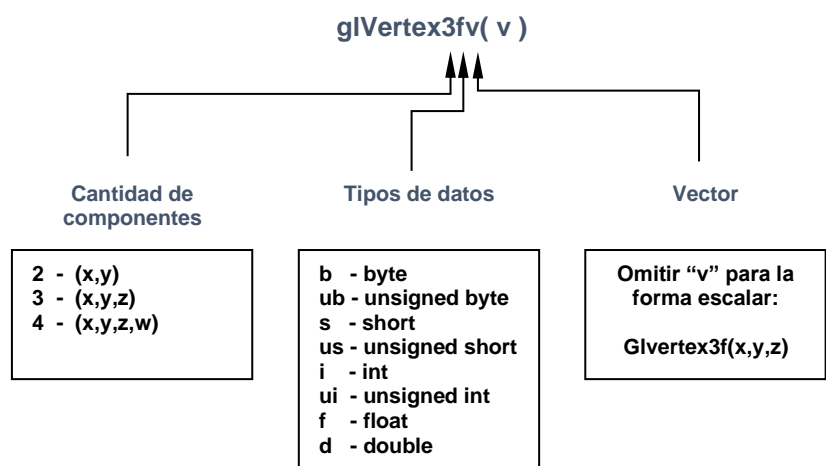 glVertex3fv( v )
Cantidad de
componentes
2 - (x,y)
3 - (x,y,z)
4 - (x,y,z,w)
Tipos de datos
b - byte
ub - unsigned byte
s - short
us - unsigned short
i - int
ui - unsigned int
f - float
d - double
Vector
Omitir “v” para la
forma escalar:
Glvertex3f(x,y,z)